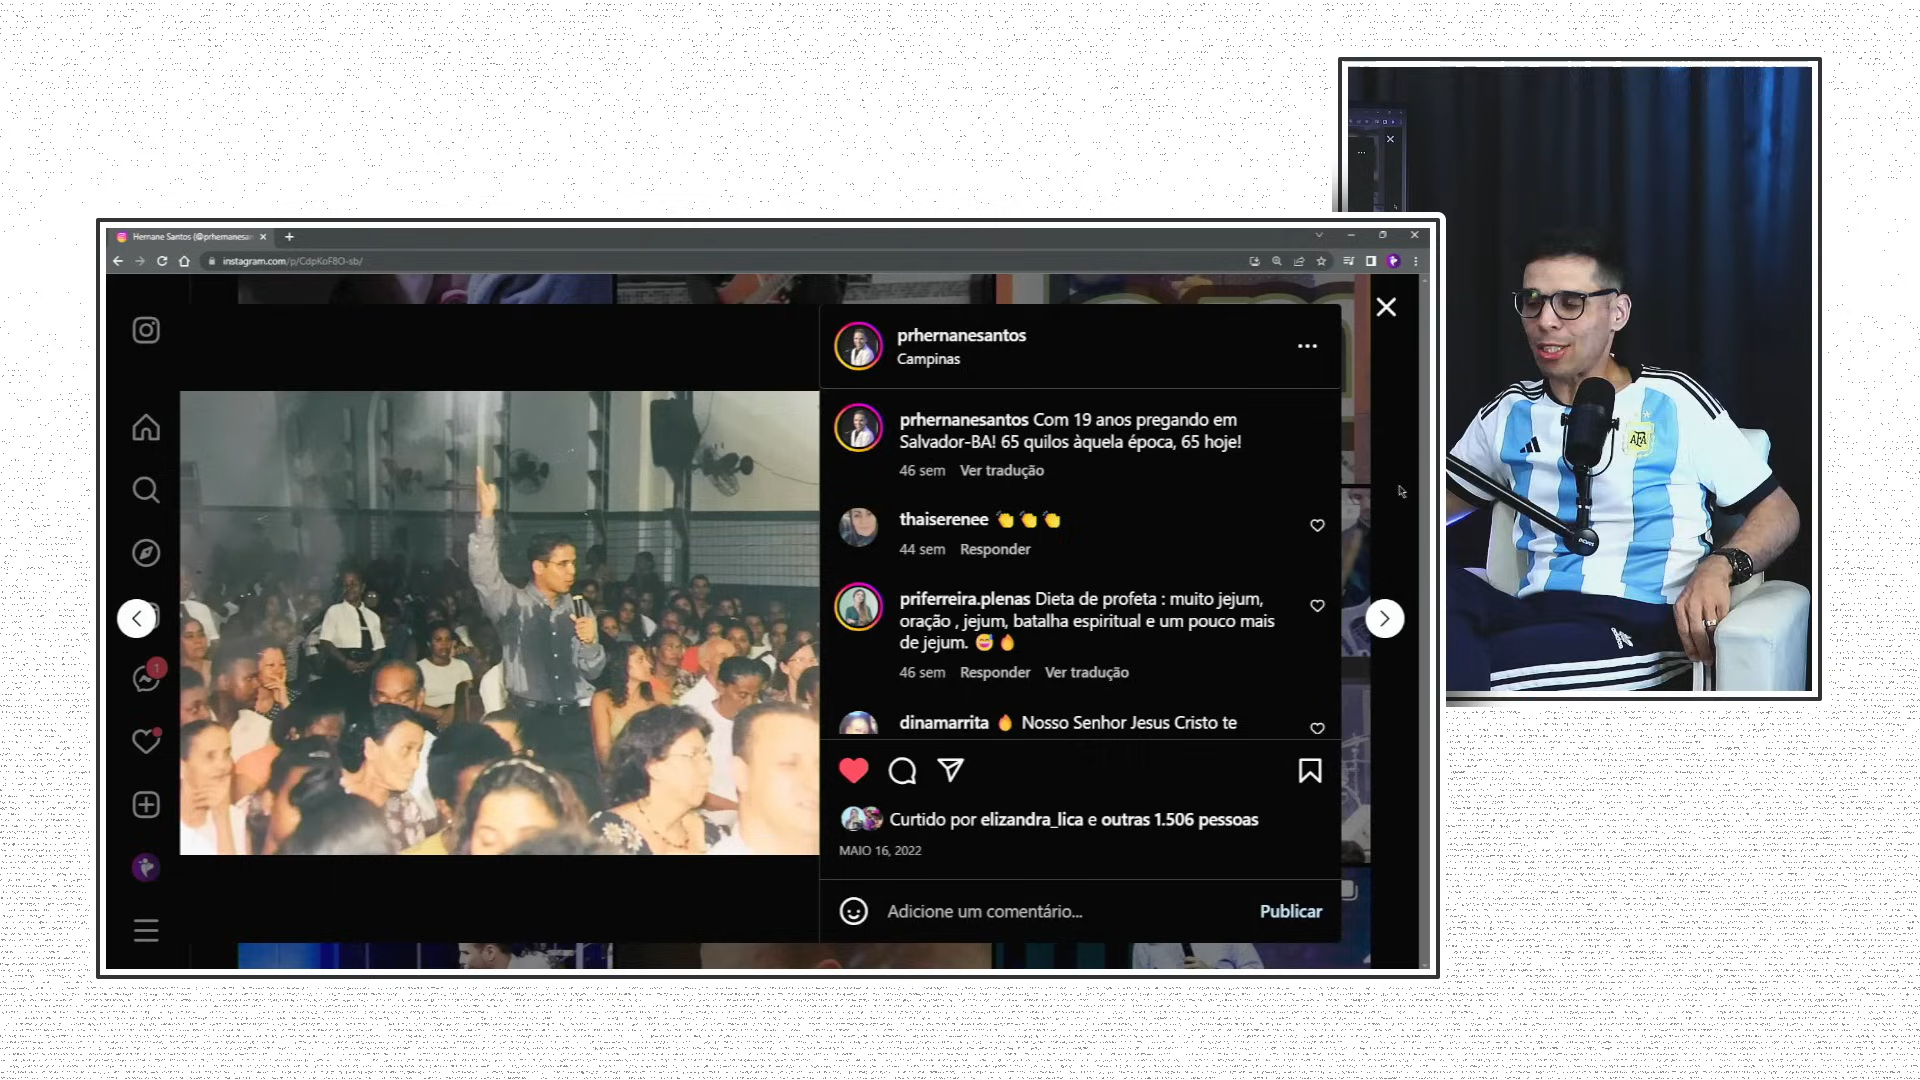 Hernane Santos (@prhernanesan
instagram.com/p/CdpKoF8O-sb/
prhernanesantos
Campinas
prhernanesantos Com 19 anos pregando em
Salvador-BA! 65 quilos àquela época, 65 hoje!
46 sem Ver tradução
thaiserenee 👏👏👏
44 sem Responder
priferreira.plenas Dieta de profeta : muito jejum,
oração , jejum, batalha espiritual e um pouco mais
de jejum. 😅🔥
46 sem Responder Ver tradução
dinamarrita 🔥 Nosso Senhor Jesus Cristo te
1
Curtido por elizandra_lica e outras 1.506 pessoas
MAIO 16, 2022
Adicione um comentário...
Publicar
AFA